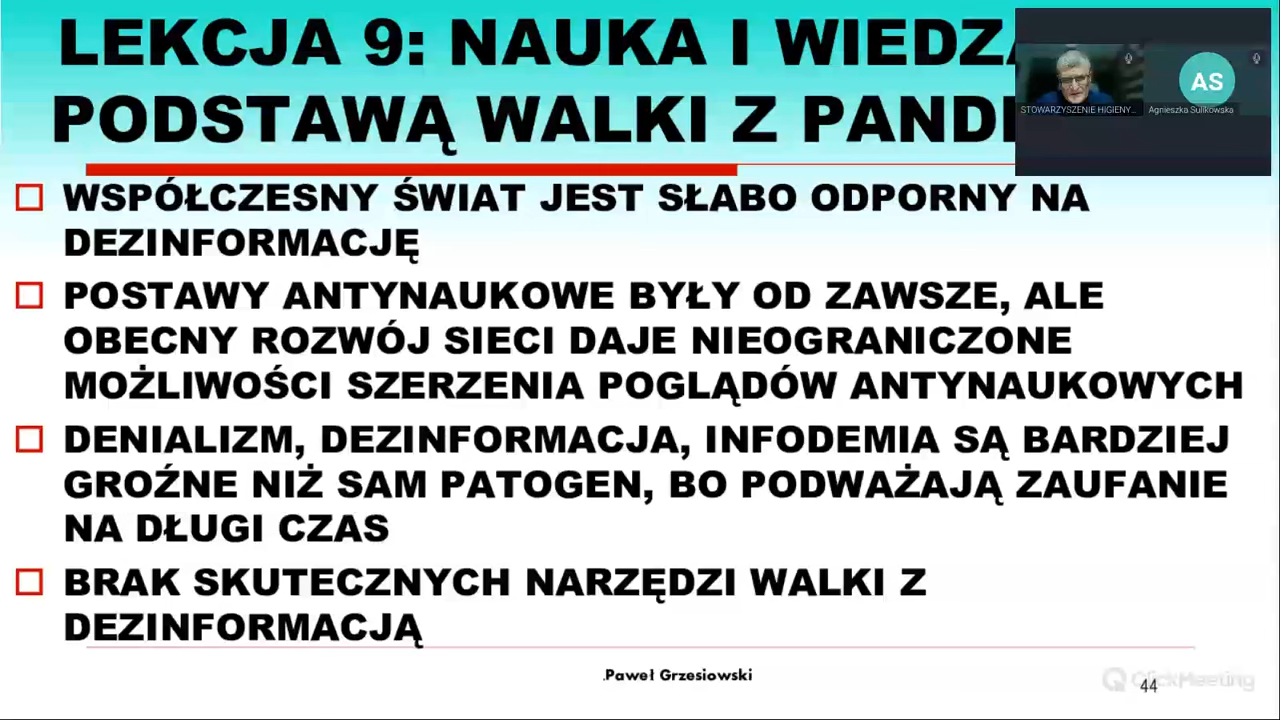 LEKCJA 9: NAUKA I WIEDZA
PODSTAWĄ WALKI Z PAND
STOWARZYSZENIE HIGIENY...
AS
Agnieszka Sulikowska
WSPÓŁCZESNY ŚWIAT JEST SŁABO ODPORNY NA
DEZINFORMACJĘ
POSTAWY ANTYNAUKOWE BYŁY OD ZAWSZE, ALE
OBECNY ROZWÓJ SIECI DAJE NIEOGRANICZONE
MOŻLIWOŚCI SZERZENIA POGLĄDÓW ANTYNAUKOWYCH
DENIALIZM, DEZINFORMACJA, INFODEMIA SĄ BARDZIEJ
GROŹNE NIŻ SAM PATOGEN, BO PODWAŻAJĄ ZAUFANIE
NA DŁUGI CZAS
BRAK SKUTECZNYCH NARZĘDZI WALKI Z
DEZINFORMACJĄ
.Paweł Grzesiowski
44
ClickMeeting